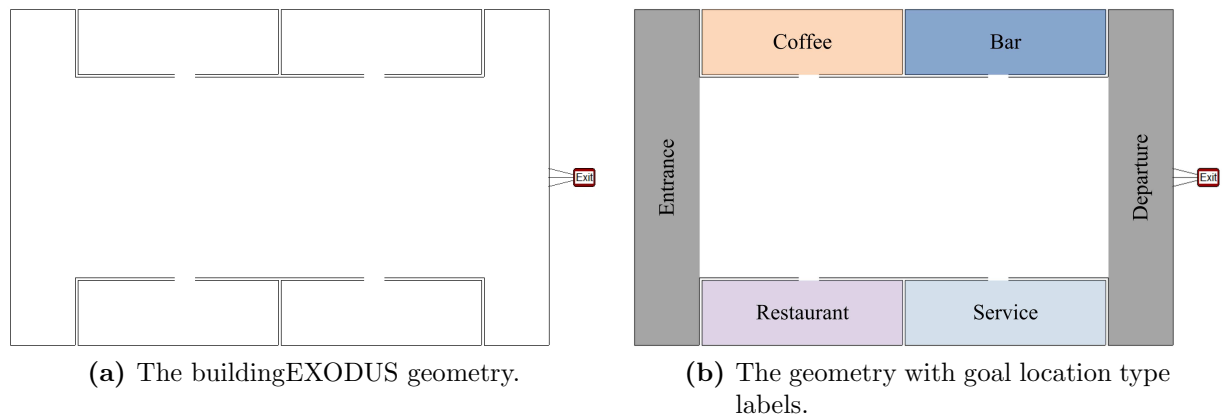 Exit
(a) The buildingEXODUS geometry.
Coffee
Bar
Entrance
Departure
Exit
Restaurant
Service
(b) The geometry with goal location type
labels.